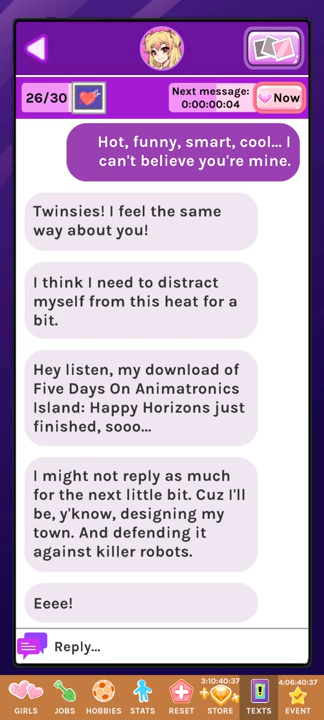 26/30
Next message:
0:00:00:04
Now
Hot, funny, smart, cool... I
can't believe you're mine.
Twinsies! I feel the same
way about you!
I think I need to distract
myself from this heat for a
bit.
Hey listen, my download of
Five Days On Animatronics
Island: Happy Horizons just
finished, sooo...
I might not reply as much
for the next little bit. Cuz I'll
be, y'know, designing my
town. And defending it
against killer robots.
Eeee!
Reply...
3:10:40:37
4:06:40:37
GIRLS
JOBS
HOBBIES
STATS
RESET
STORE
TEXTS
EVENT